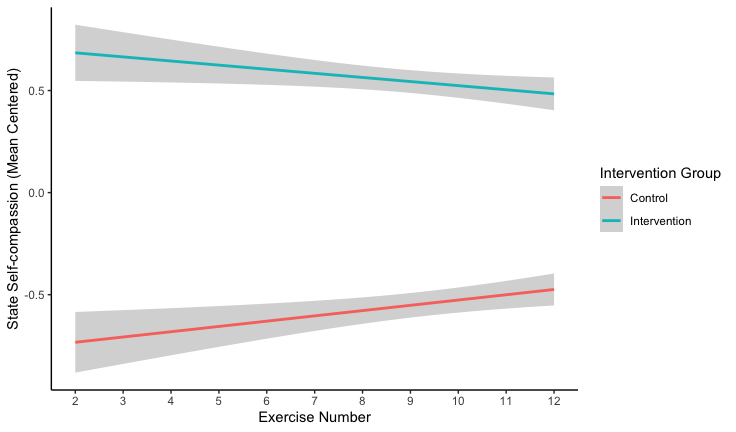 State Self-compassion (Mean Centered)
0.5
0.0
-0.5
2 3 4 5 6 7 8 9 10 11 12
Exercise Number
Intervention Group
Control
Intervention